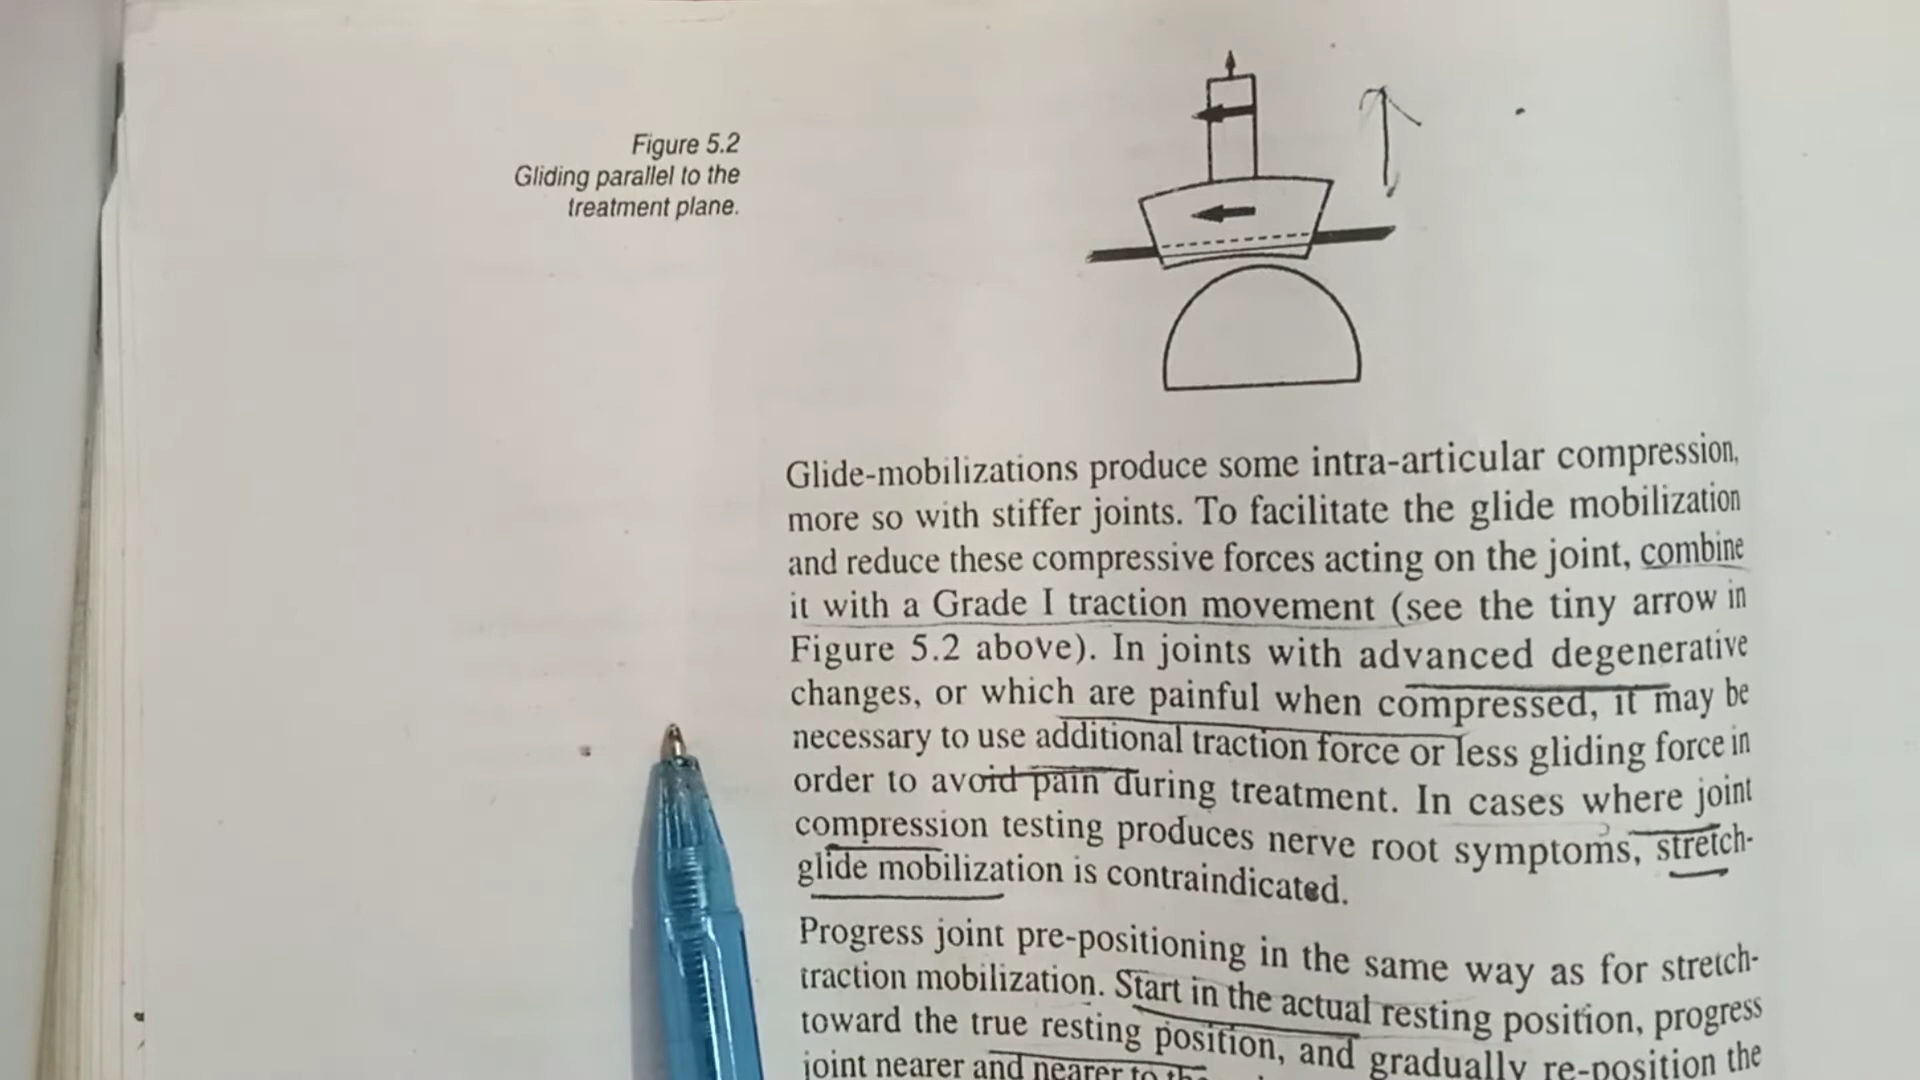 Figure 5.2
Gliding parallel to the
treatment plane.
Glide-mobilizations produce some intra-articular compression,
more so with stiffer joints. To facilitate the glide mobilization
and reduce these compressive forces acting on the joint, combine
it with a Grade I traction movement (see the tiny arrow in
Figure 5.2 above). In joints with advanced degenerative
changes, or which are painful when compressed, it may be
necessary to use additional traction force or less gliding force in
order to avoid pain during treatment. In cases where joint
compression testing produces nerve root symptoms, stretch-
glide mobilization is contraindicated.
Progress joint pre-positioning in the same way as for stretch-
traction mobilization. Start in the actual resting position, progress
toward the true resting position, and gradually re-position the
joint nearer and nearer to the